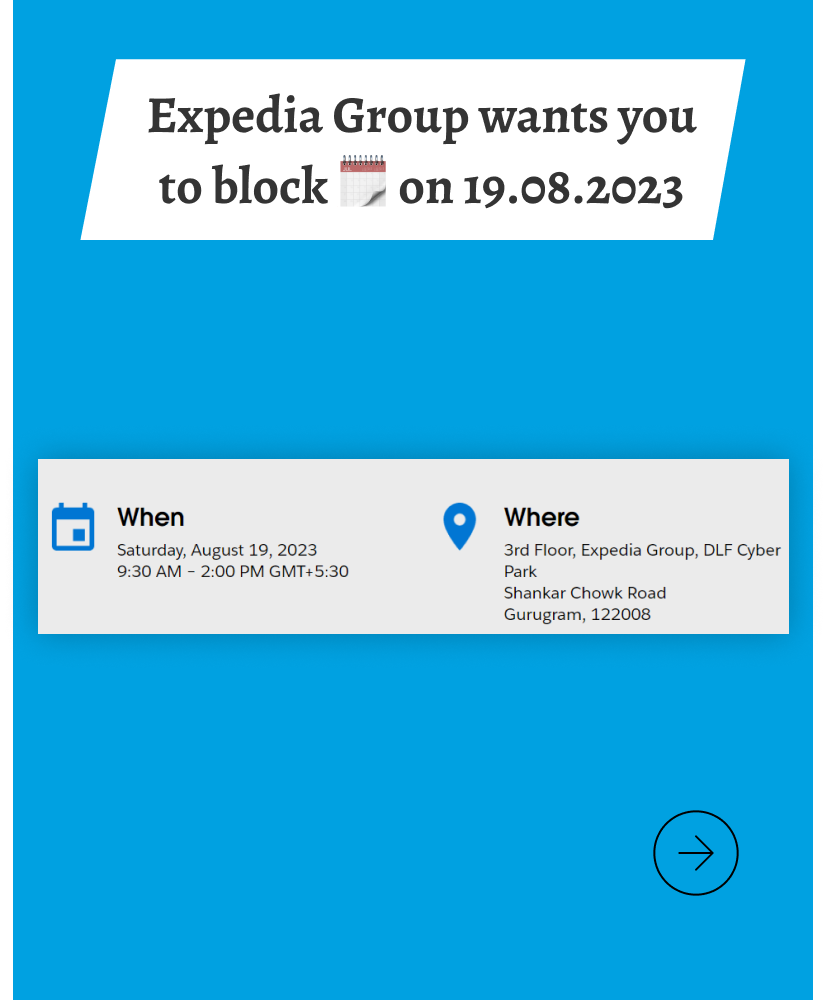 Expedia Group wants you
to block 🗓️ on 19.08.2023
When
Saturday, August 19, 2023
9:30 AM – 2:00 PM GMT+5:30
Where
3rd Floor, Expedia Group, DLF Cyber
Park
Shankar Chowk Road
Gurugram, 122008